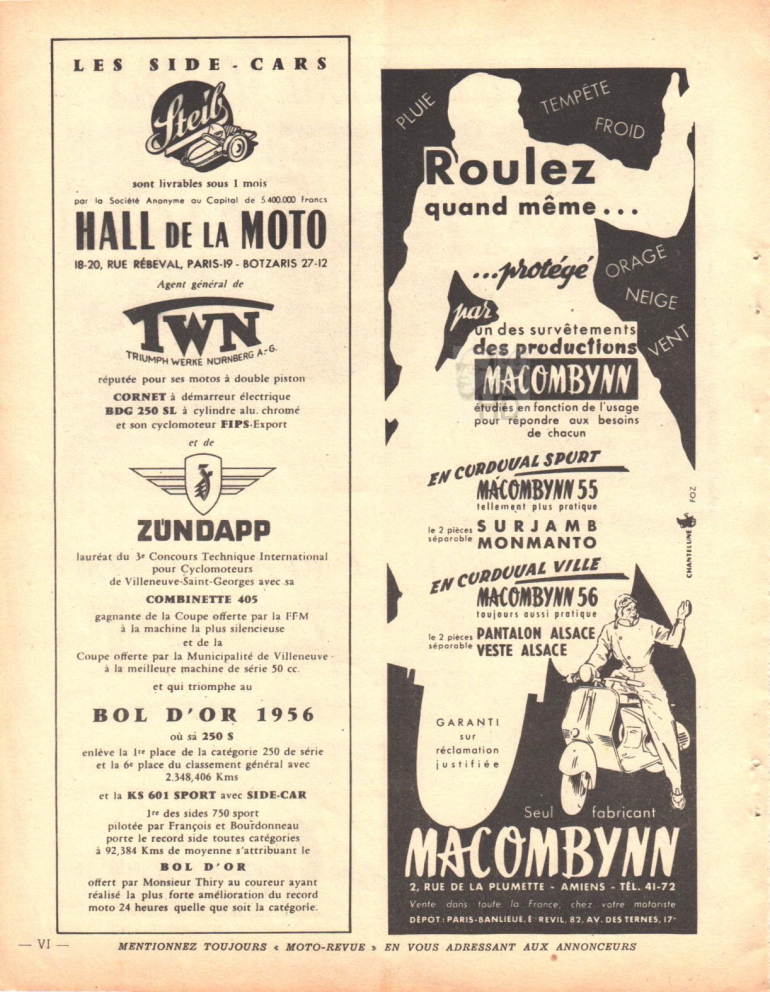 LES SIDE-CARS
Steib
sont livrables sous 1 mois
par la Société Anonyme au Capital de 5.400.000 Francs
HALL DE LA MOTO
18-20, RUE RÉBEVAL, PARIS-19 - BOTZARIS 27-12
Agent général de
TWN
TRIUMPH WERKE NÜRNBERG A.-G.
réputée pour ses motos à double piston
CORNET à démarreur électrique
BDG 250 SL à cylindre alu. chromé
et son cyclomoteur FIPS-Export
et de
ZÜNDAPP
lauréat du 3e Concours Technique International
pour Cyclomoteurs
de Villeneuve-Saint-Georges avec sa
COMBINETTE 405
gagnante de la Coupe offerte par la FFM
à la machine la plus silencieuse
et de la
Coupe offerte par la Municipalité de Villeneuve -
à la meilleure machine de série 50 cc.
et qui triomphe au
BOL D'OR 1956
où sa 250 S
enlève la 1re place de la catégorie 250 de série
et la 6e place du classement général avec
2.348,406 Kms
et la KS 601 SPORT avec SIDE-CAR
1re des sides 750 sport
pilotée par François et Bourdonneau
porte le record side toutes catégories
à 92,384 Kms de moyenne s'attribuant le
BOL D'OR
offert par Monsieur Thiry au coureur ayant
réalisé la plus forte amélioration du record
moto 24 heures quelle que soit la catégorie.
PLUIE
TEMPÊTE
FROID
Roulez
quand même...
...protégé
ORAGE
NEIGE
VENT
par
un des survêtements
des productions
MACOMBYNN
étudiés en fonction de l'usage
pour répondre aux besoins
de chacun
EN CORDOUAL SPORT
MACOMBYNN 55
tellement plus pratique
le 2 pièces séparable SURJAMB
MONMANTO
EN CORDOUAL VILLE
MACOMBYNN 56
toujours aussi pratique
le 2 pièces séparable PANTALON ALSACE
VESTE ALSACE
CHANTELUNE FOZ
GARANTI
sur
réclamation
justifiée
Seul fabricant
MACOMBYNN
2, RUE DE LA PLUMETTE - AMIENS - TÉL. 41-72
Vente dans toute la France, chez votre motoriste
DÉPOT : PARIS-BANLIEUE, E REVIL, 82, AV. DES TERNES, 17e
— VI —
MENTIONNEZ TOUJOURS « MOTO-REVUE » EN VOUS ADRESSANT AUX ANNONCEURS